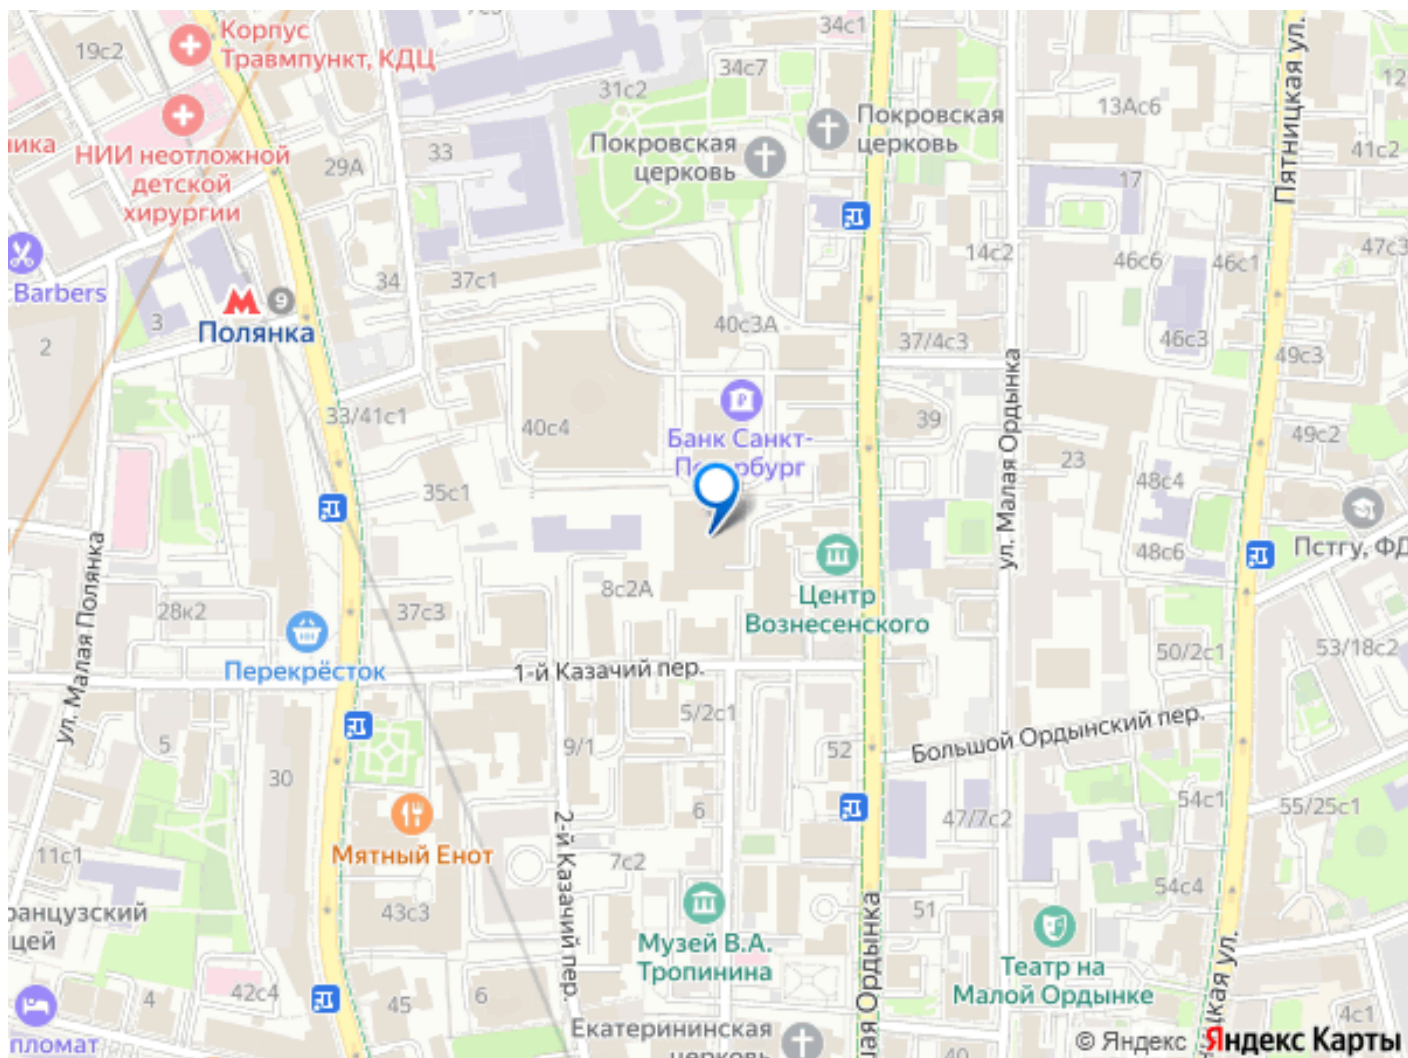 34с1
Корпус
Травмпункт, КДЦ
19с2
34с7
31с2
13Ас6
12
Пятницкая ул.
Покровская
церковь
Покровская
церковь
33
29А
41с2
НИИ неотложной
детской
хирургии
17
14с2
46с6
46с1
47с3
Barbers
37с1
34
9
Полянка
3
2
40с3А
37/4с3
46с3
49с3
ул. Малая Ордынка
33/41с1
40с4
Банк Санкт-
Петербург
39
49с2
23
48с4
35с1
Пстгу, ФД
48с6
ул. Малая Полянка
28к2
37с3
8с2А
Центр
Вознесенского
Перекрёсток
1-й Казачий пер.
50/2с1
53/18с2
5/2с1
Большой Ордынский пер.
5
9/1
52
30
6
47/7с2
54с1
55/25с1
Мятный Енот
2-й Казачий пер.
7с2
11с1
54с4
43с3
51
Музей В.А.
Тропинина
Театр на
Малой Ордынке
42с4
4
45
6
Екатерининская
церковь
40
4с1
© Яндекс Яндекс Карты